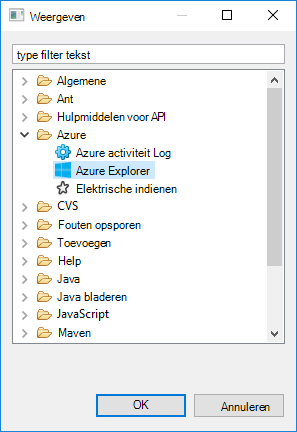 Weergeven
type filter tekst
Algemene
Ant
Hulpmiddelen voor API
Azure
Azure activiteit Log
Azure Explorer
Elektrische indienen
CVS
Fouten opsporen
Toevoegen
Help
Java
Java bladeren
JavaScript
Maven
OK
Annuleren